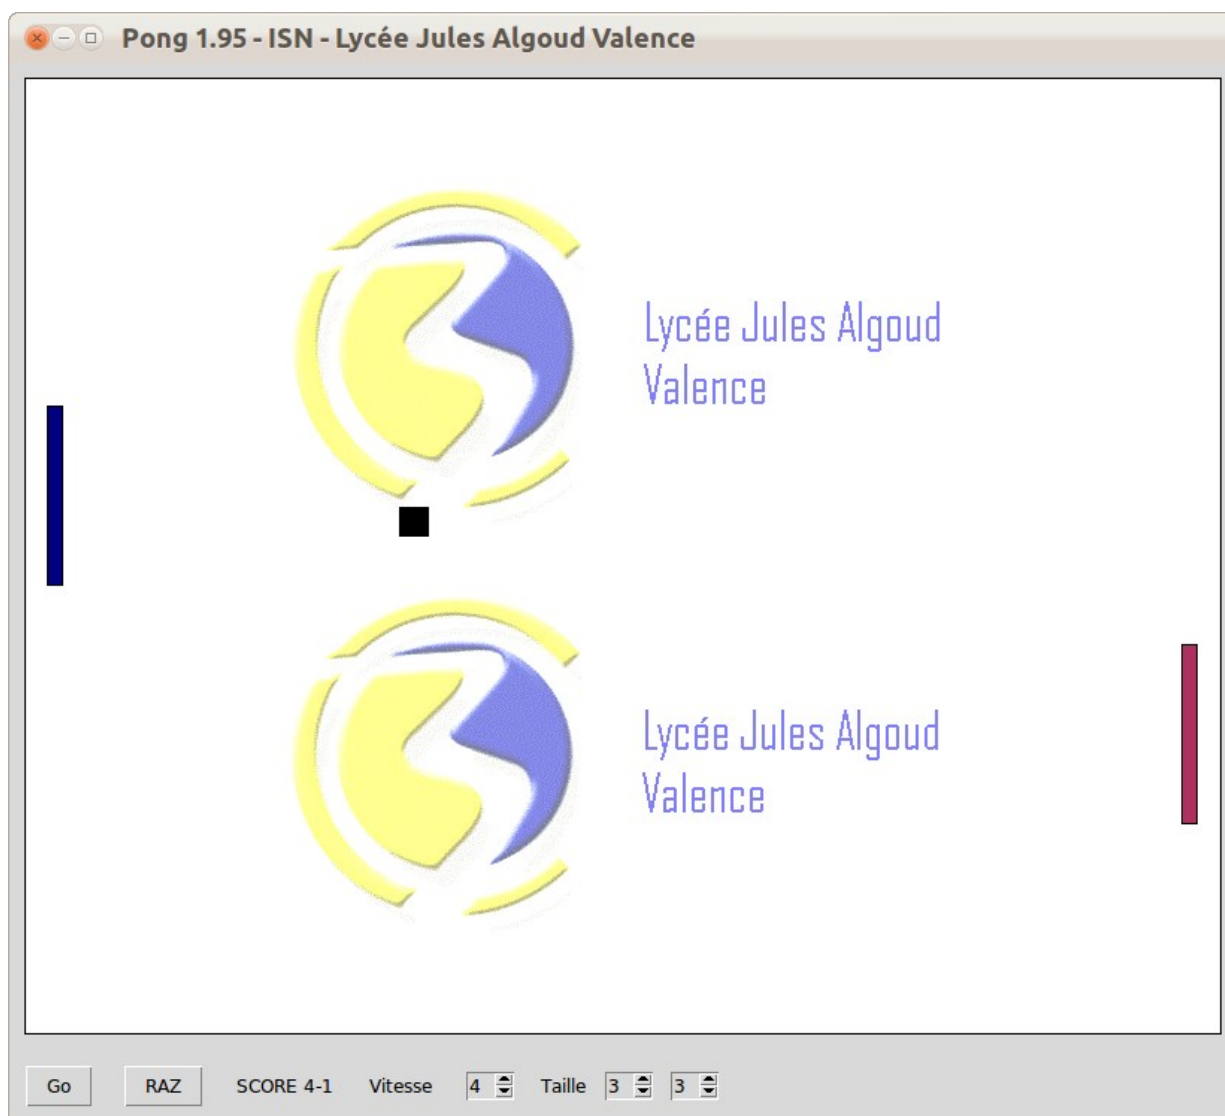 Pong 1.95 - ISN - Lycée Jules Algoud Valence
Lycée Jules Algoud
Valence
Lycée Jules Algoud
Valence
Go RAZ SCORE 4-1 Vitesse 4 Taille 3 3